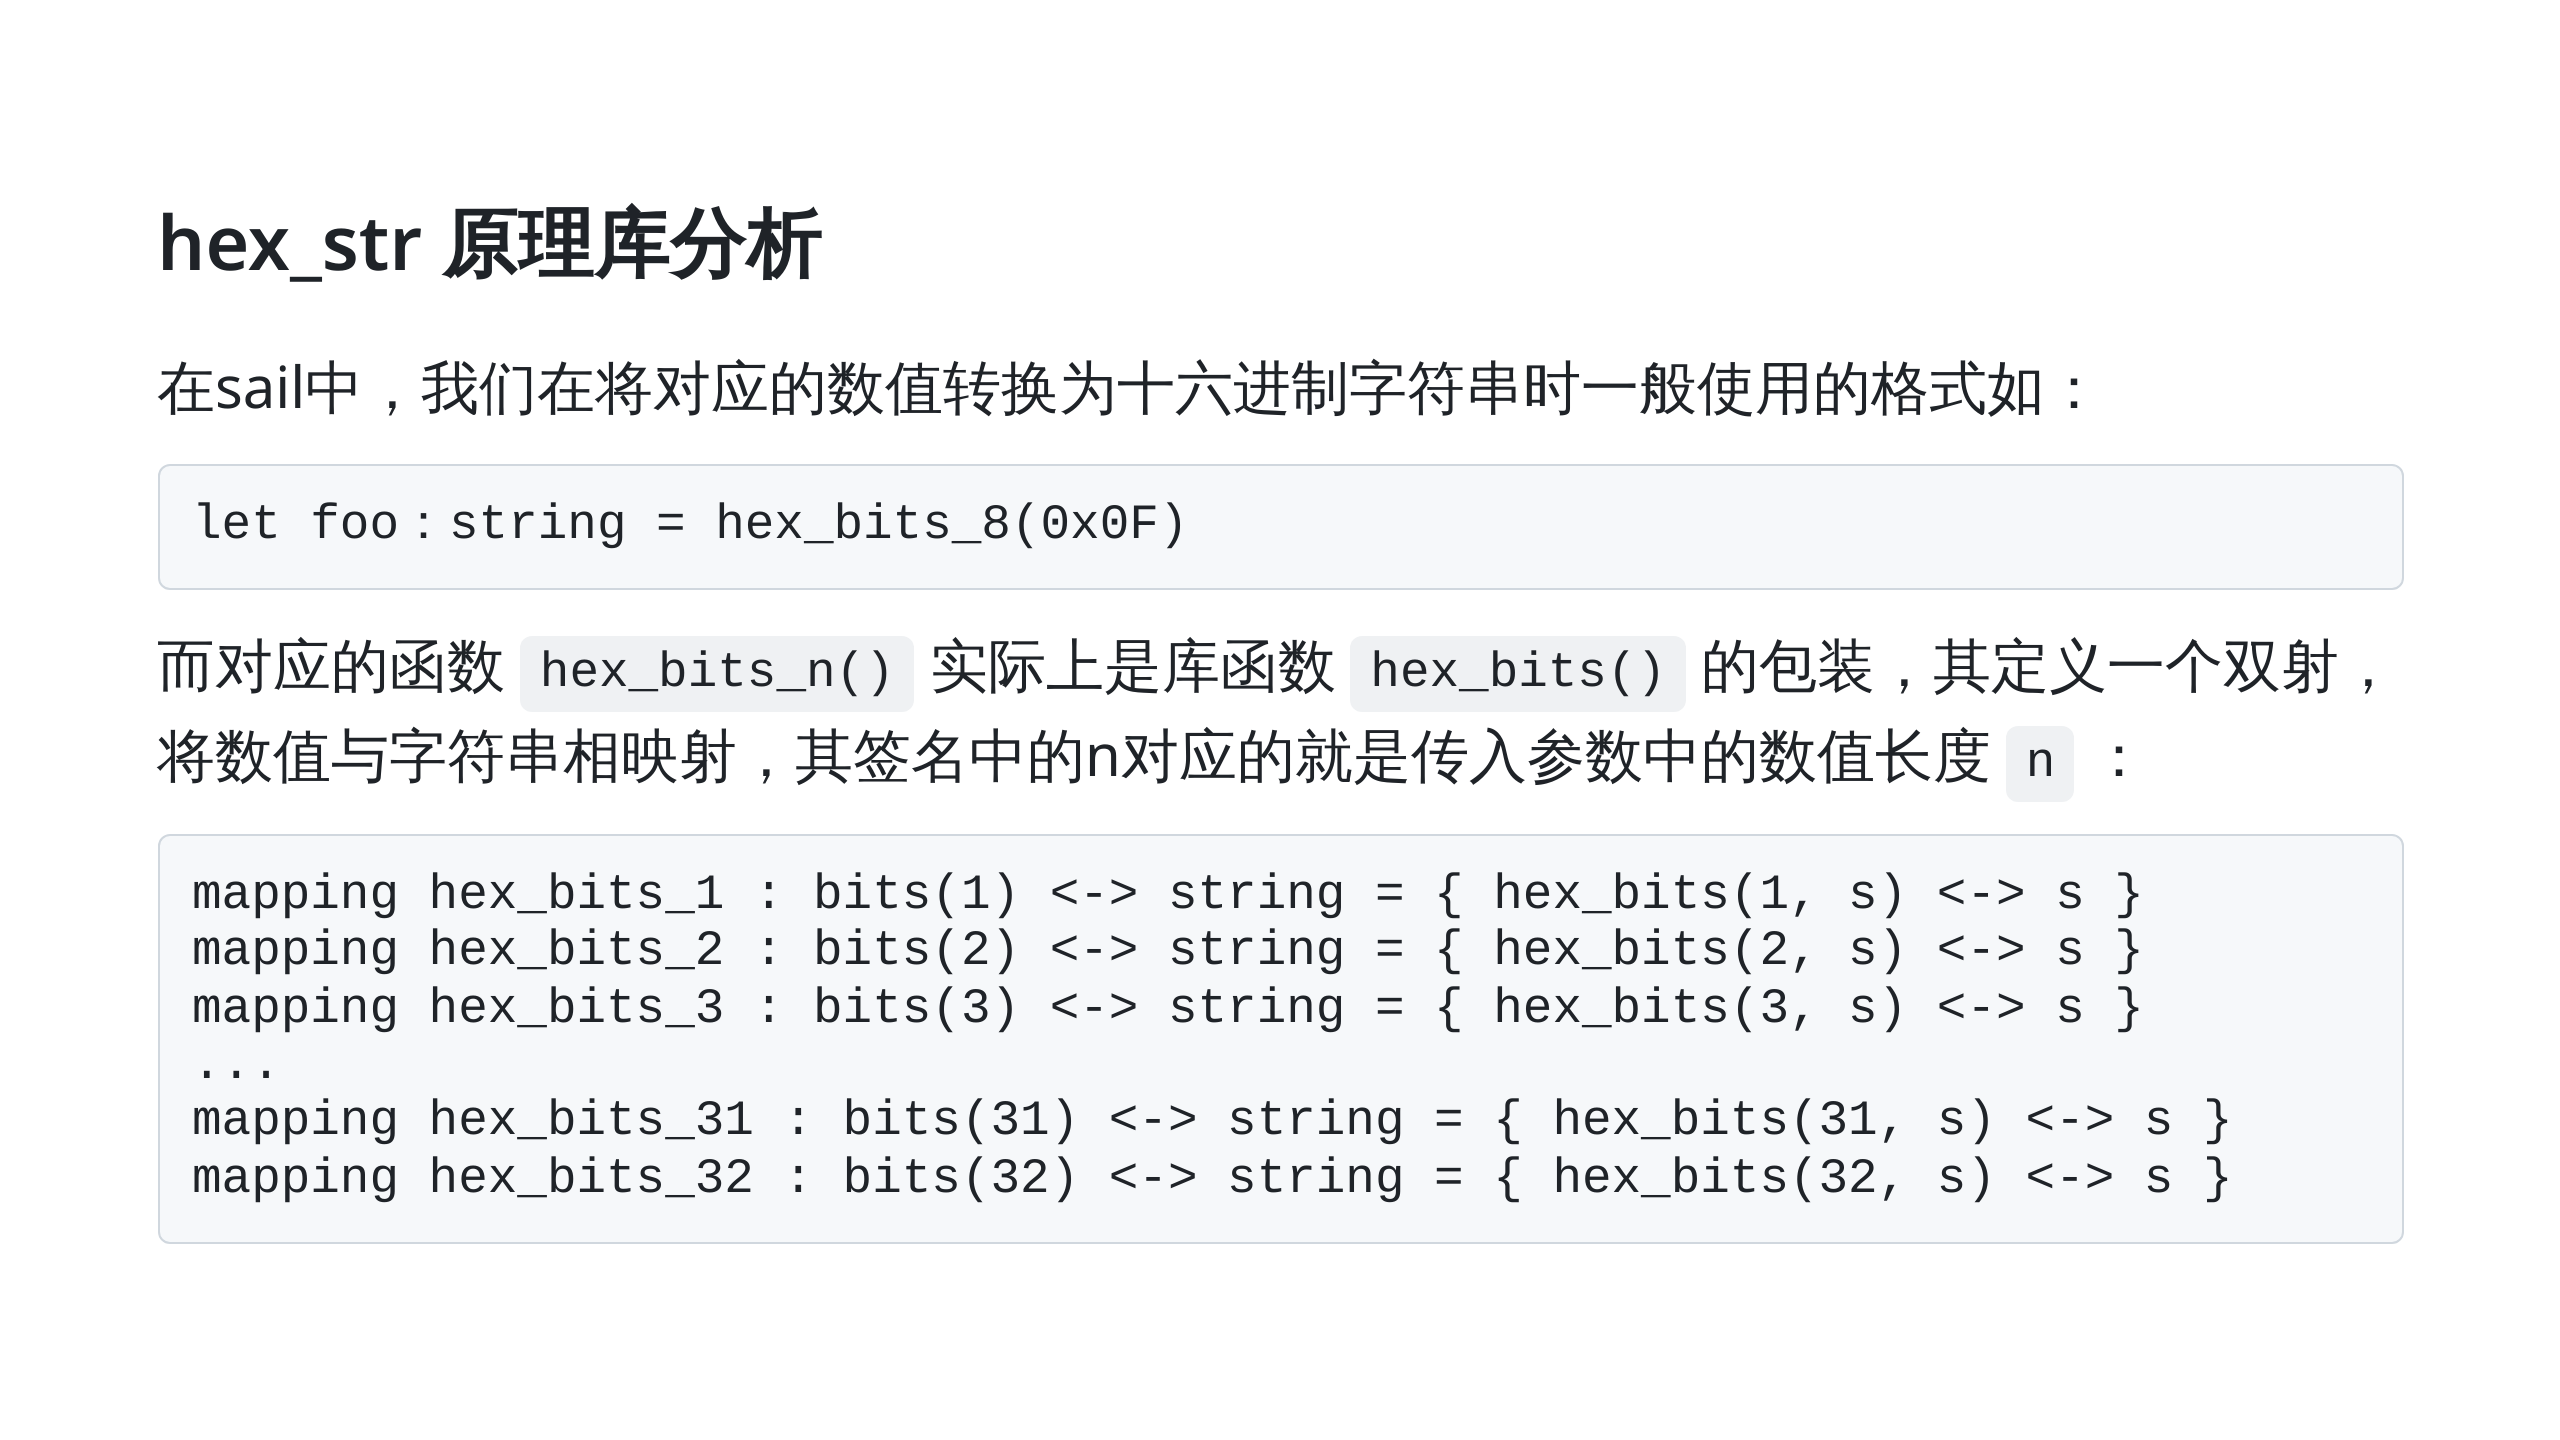 hex_str 原理库分析
在sail中，我们在将对应的数值转换为十六进制字符串时一般使用的格式如：
let foo：string = hex_bits_8(0x0F)
而对应的函数 hex_bits_n() 实际上是库函数 hex_bits() 的包装，其定义一个双射，
将数值与字符串相映射，其签名中的n对应的就是传入参数中的数值长度 n ：
mapping hex_bits_1 : bits(1) <-> string = { hex_bits(1, s) <-> s }
mapping hex_bits_2 : bits(2) <-> string = { hex_bits(2, s) <-> s }
mapping hex_bits_3 : bits(3) <-> string = { hex_bits(3, s) <-> s }
...
mapping hex_bits_31 : bits(31) <-> string = { hex_bits(31, s) <-> s }
mapping hex_bits_32 : bits(32) <-> string = { hex_bits(32, s) <-> s }